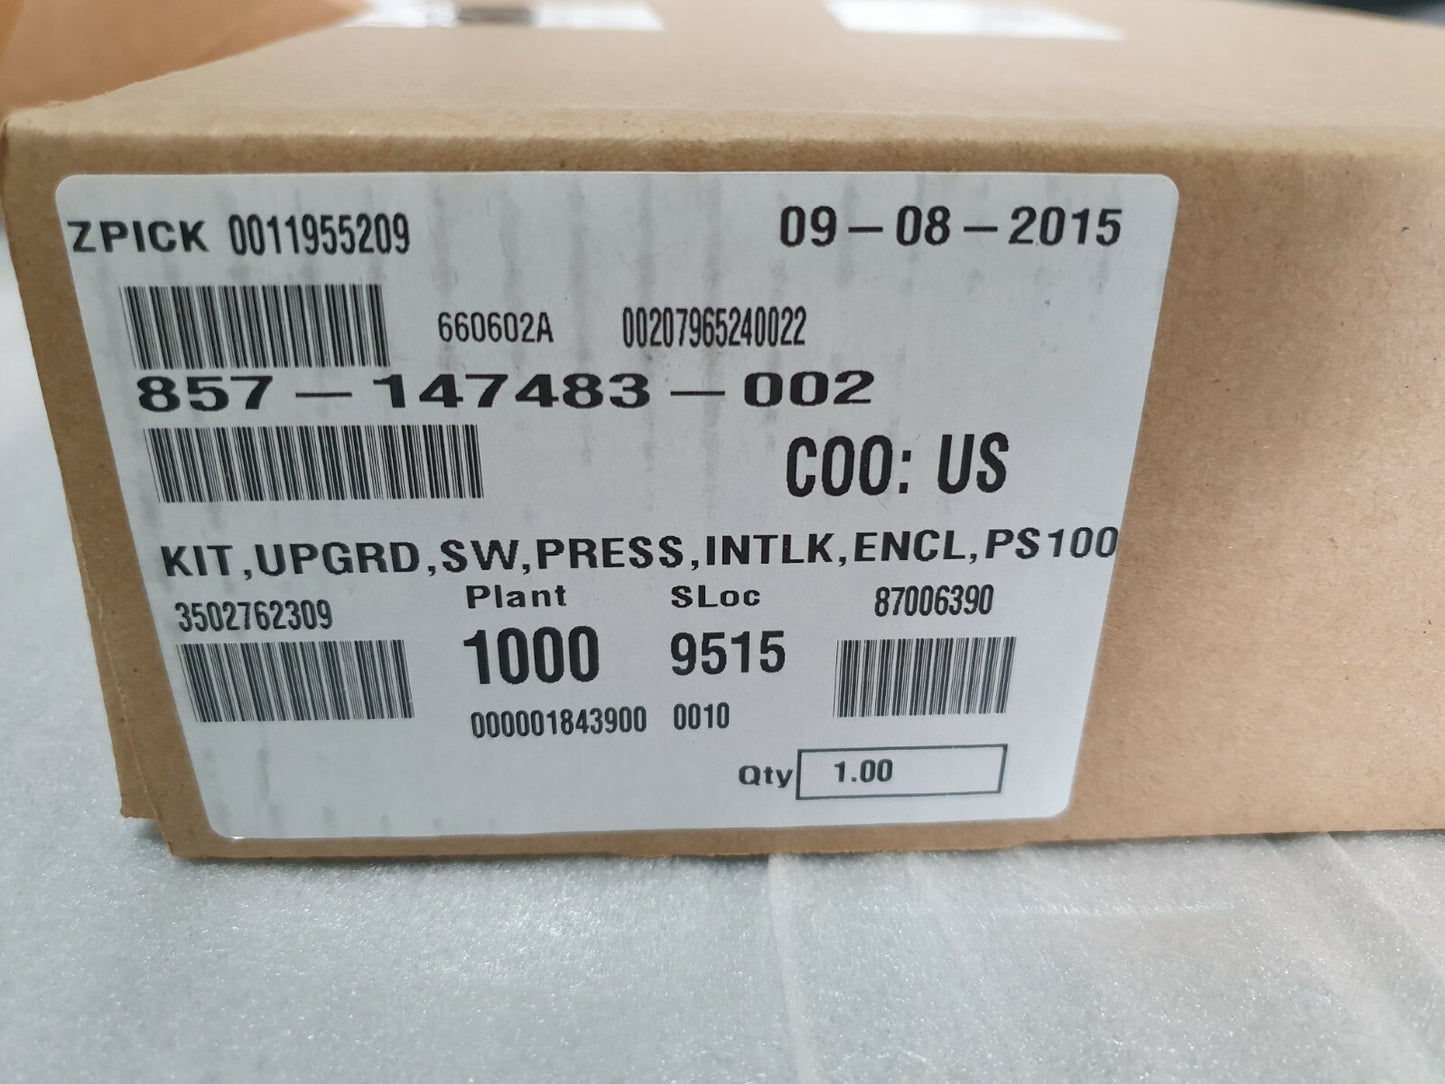 ZPICK 0011955209
09-08-2015
660602A 00207965240022
857-147483-002
COO: US
KIT,UPGRD,SW,PRESS,INTLK,ENCL,PS100
3502762309 Plant SLoc 87006390
1000 9515
000001843900 0010
Qty 1.00